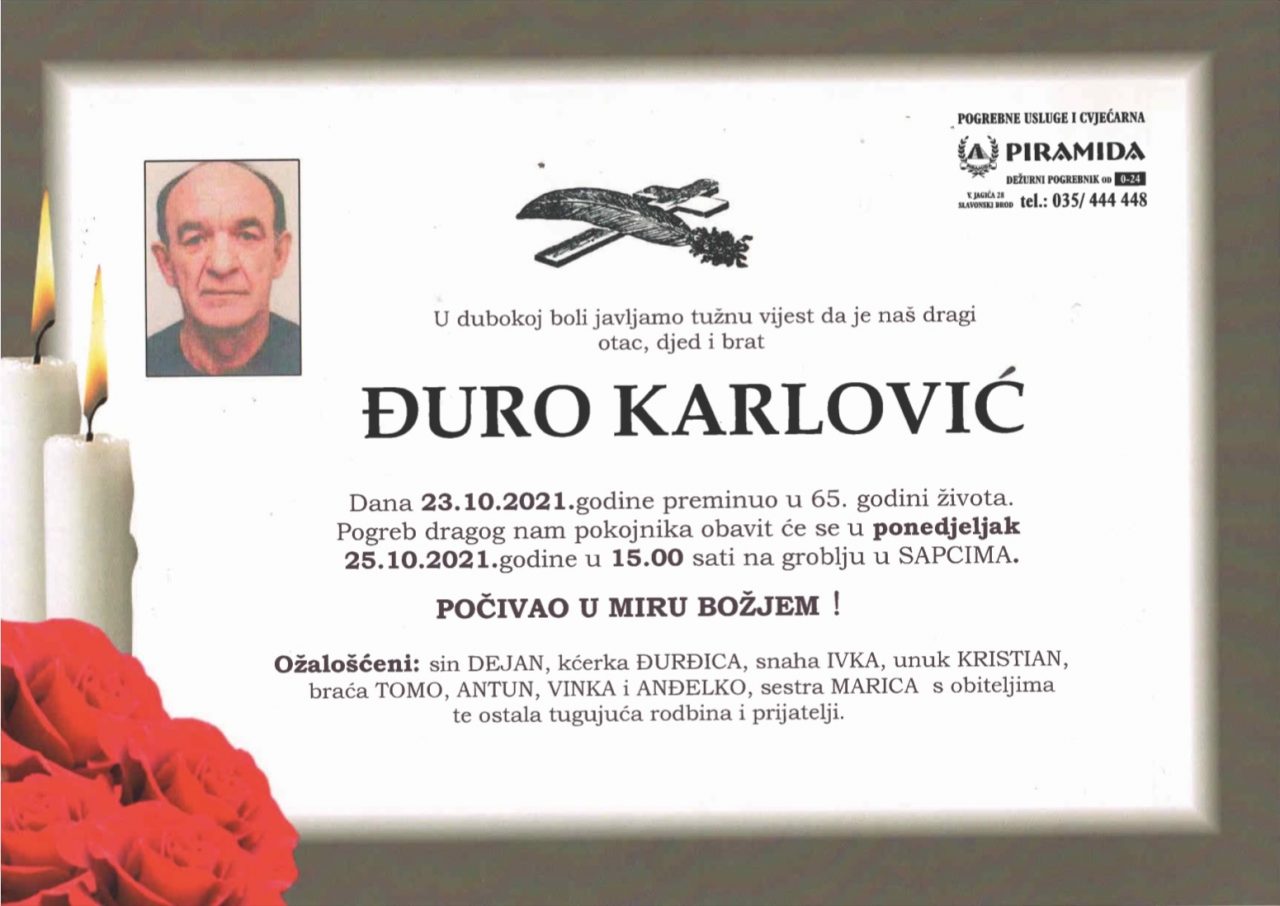 POGREBNE USLUGE I CVJEĆARNA
PIRAMIDA
DEŽURNI POGREBNIK OD 0-24
V. JAGIĆA 28
SLAVONSKI BROD tel.: 035/ 444 448
U dubokoj boli javljamo tužnu vijest da je naš dragi
otac, djed i brat
ĐURO KARLOVIĆ
Dana 23.10.2021.godine preminuo u 65. godini života.
Pogreb dragog nam pokojnika obavit će se u ponedjeljak
25.10.2021.godine u 15.00 sati na groblju u SAPCIMA.
POČIVAO U MIRU BOŽJEM !
Ožalošćeni: sin DEJAN, kćerka ĐURĐICA, snaha IVKA, unuk KRISTIAN,
braća TOMO, ANTUN, VINKA i ANĐELKO, sestra MARICA s obiteljima
te ostala tugujuća rodbina i prijatelji.